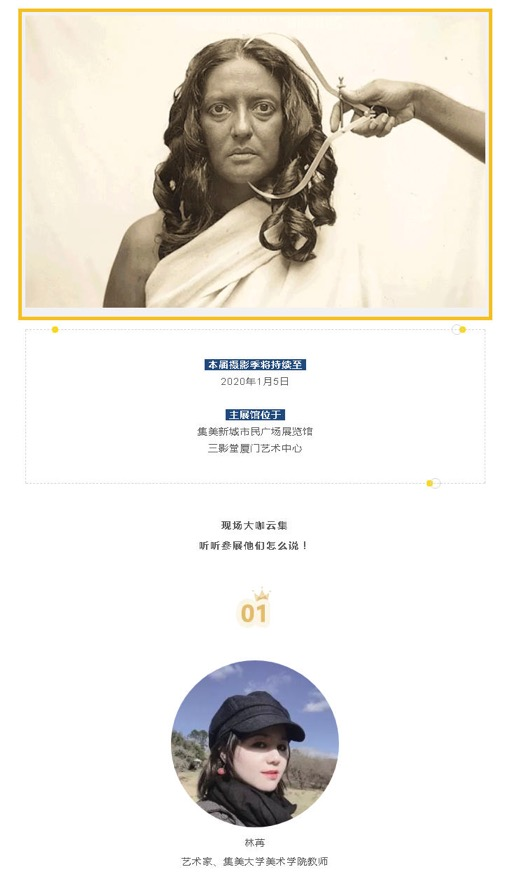 本届摄影季将持续至
2020年1月5日
主展馆位于
集美新城市民广场展览馆
三影堂厦门艺术中心
现场大咖云集
听听参展他们怎么说！
01
林苒
艺术家、集美大学美术学院教师